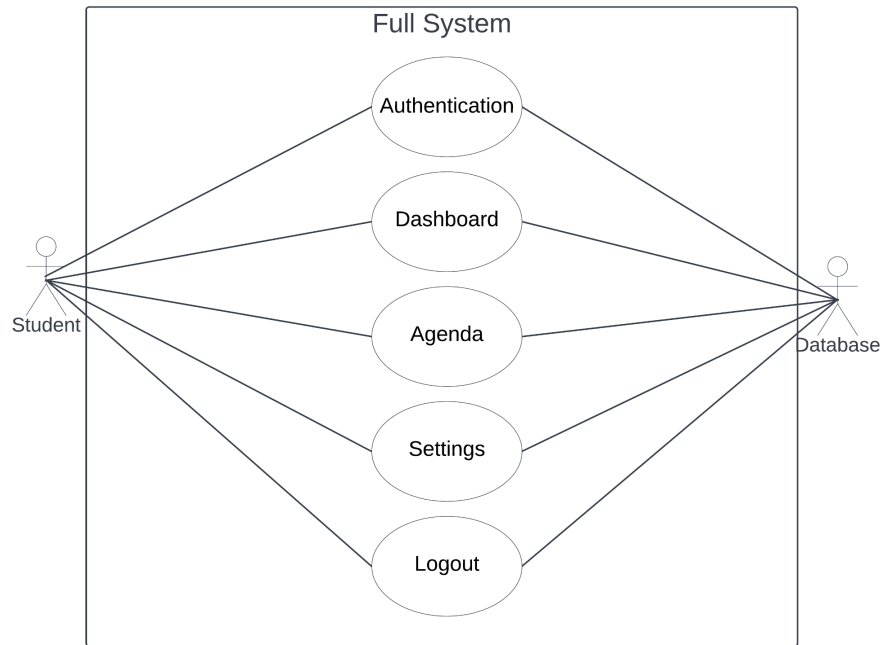 Full System
Authentication
Dashboard
Agenda
Student
Database
Settings
Logout